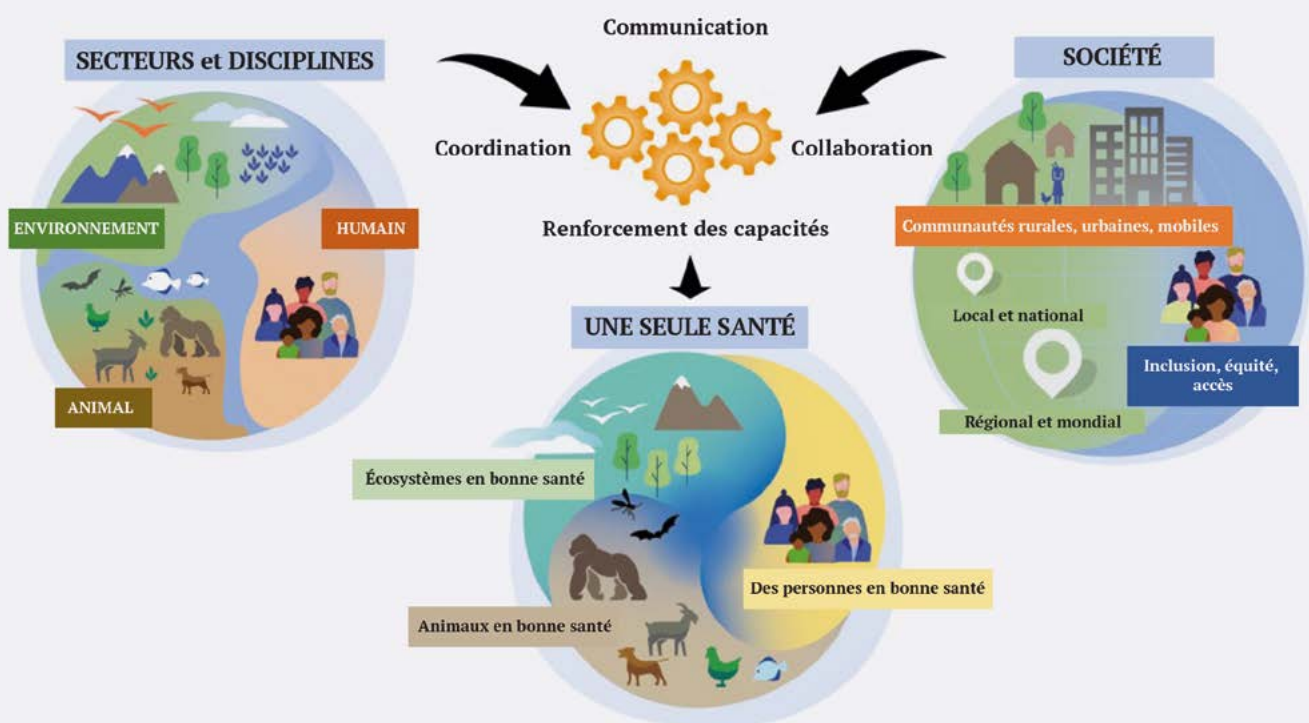 SECTEURS et DISCIPLINES
ENVIRONNEMENT
HUMAIN
ANIMAL
Communication
Coordination
Collaboration
Renforcement des capacités
SOCIÉTÉ
Communautés rurales, urbaines, mobiles
Local et national
Inclusion, équité,
accès
Régional et mondial
UNE SEULE SANTÉ
Écosystèmes en bonne santé
Des personnes en bonne santé
Animaux en bonne santé